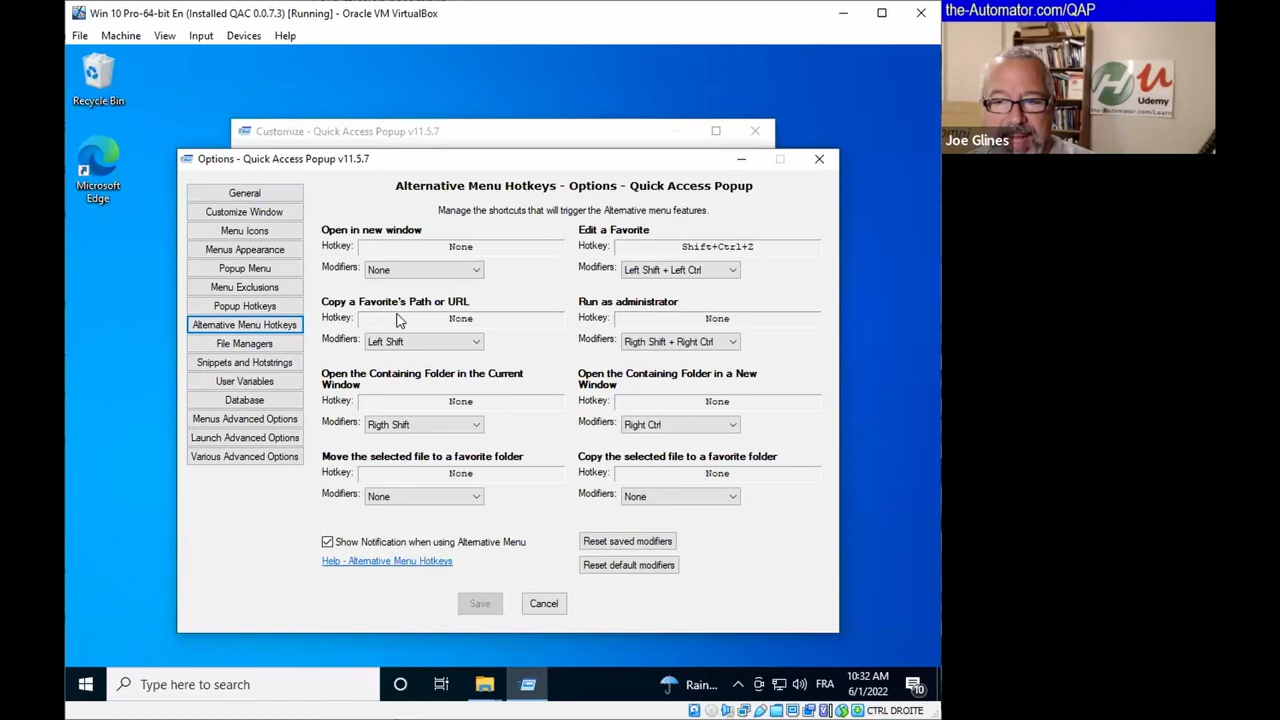 Win 10 Pro-64-bit En (Installed QAC 0.0.7.3) [Running] - Oracle VM VirtualBox
the-Automator.com/QAP
File Machine View Input Devices Help
Recycle Bin
Udemy
the-Automator.com/Learn
Joe Glines
Microsoft
Edge
Customize - Quick Access Popup v11.5.7
Options - Quick Access Popup v11.5.7
General
Customize Window
Menu Icons
Menus Appearance
Popup Menu
Menu Exclusions
Popup Hotkeys
Alternative Menu Hotkeys
File Managers
Snippets and Hotstrings
User Variables
Database
Menus Advanced Options
Launch Advanced Options
Various Advanced Options
Alternative Menu Hotkeys - Options - Quick Access Popup
Manage the shortcuts that will trigger the Alternative menu features.
Open in new window
Hotkey: None
Modifiers: None
Edit a Favorite
Hotkey: Shift+Ctrl+Z
Modifiers: Left Shift + Left Ctrl
Copy a Favorite's Path or URL
Hotkey: None
Modifiers: Left Shift
Run as administrator
Hotkey: None
Modifiers: Rigth Shift + Right Ctrl
Open the Containing Folder in the Current
Window
Hotkey: None
Modifiers: Rigth Shift
Open the Containing Folder in a New
Window
Hotkey: None
Modifiers: Right Ctrl
Move the selected file to a favorite folder
Hotkey: None
Modifiers: None
Copy the selected file to a favorite folder
Hotkey: None
Modifiers: None
Show Notification when using Alternative Menu
Help - Alternative Menu Hotkeys
Reset saved modifiers
Reset default modifiers
Save
Cancel
Type here to search
Rain...
FRA
10:32 AM
6/1/2022
10
CTRL DROITE